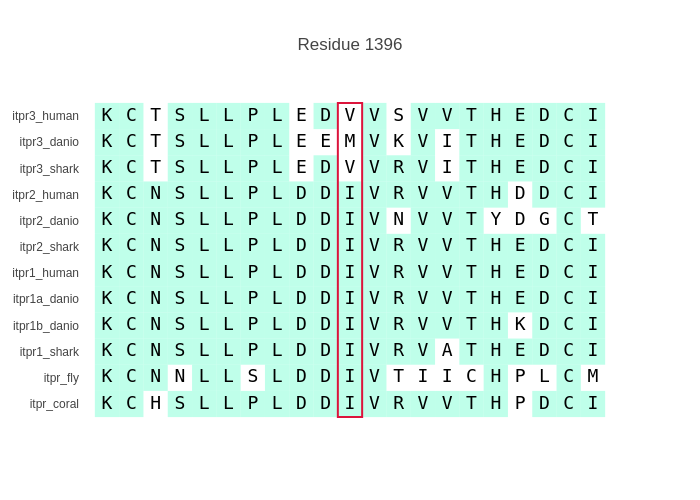 Residue 1396
itpr3_human K C T S L L P L E D V V S V V T H E D C I
itpr3_danio K C T S L L P L E E M V K V I T H E D C I
itpr3_shark K C T S L L P L E D V V R V I T H E D C I
itpr2_human K C N S L L P L D D I V R V V T H D D C I
itpr2_danio K C N S L L P L D D I V N V V T Y D G C T
itpr2_shark K C N S L L P L D D I V R V V T H E D C I
itpr1_human K C N S L L P L D D I V R V V T H E D C I
itpr1a_danio K C N S L L P L D D I V R V V T H E D C I
itpr1b_danio K C N S L L P L D D I V R V V T H K D C I
itpr1_shark K C N S L L P L D D I V R V A T H E D C I
itpr_fly K C N N L L S L D D I V T I I C H P L C M
itpr_coral K C H S L L P L D D I V R V V T H P D C I